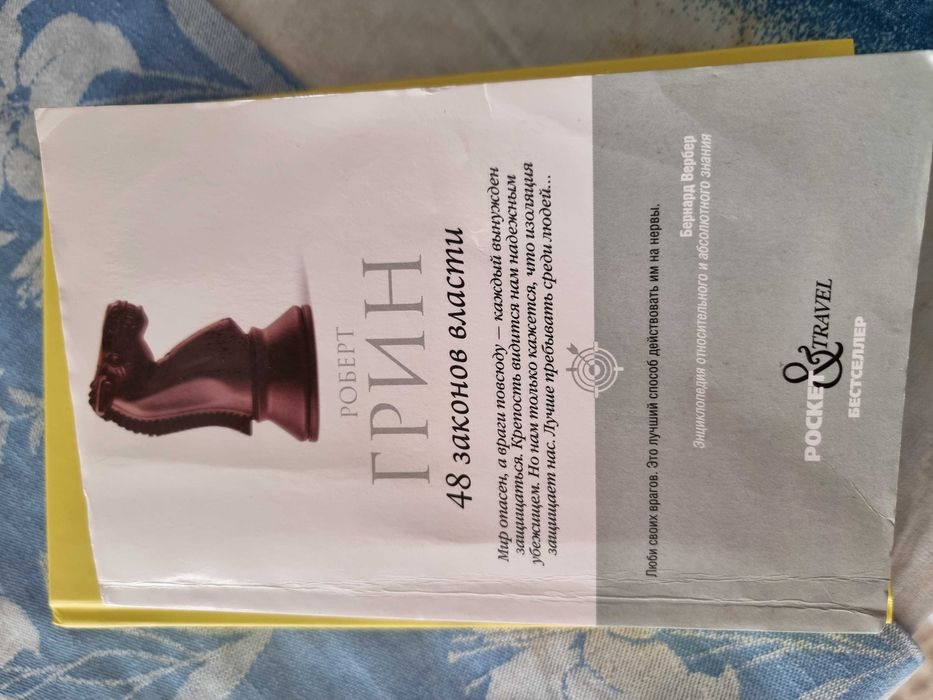 РОБЕРТ
ГРИН
48 законов власти
Мир опасен, а враги повсюду — каждый вынужден
защищаться. Крепость видится нам надежным
убежищем. Но нам только кажется, что изоляция
защищает нас. Лучше пребывать среди людей...
Люби своих врагов. Это лучший способ действовать им на нервы.
Бернард Вербер
Энциклопедия относительного и абсолютного знания
POCKET
&TRAVEL
БЕСТСЕЛЛЕР